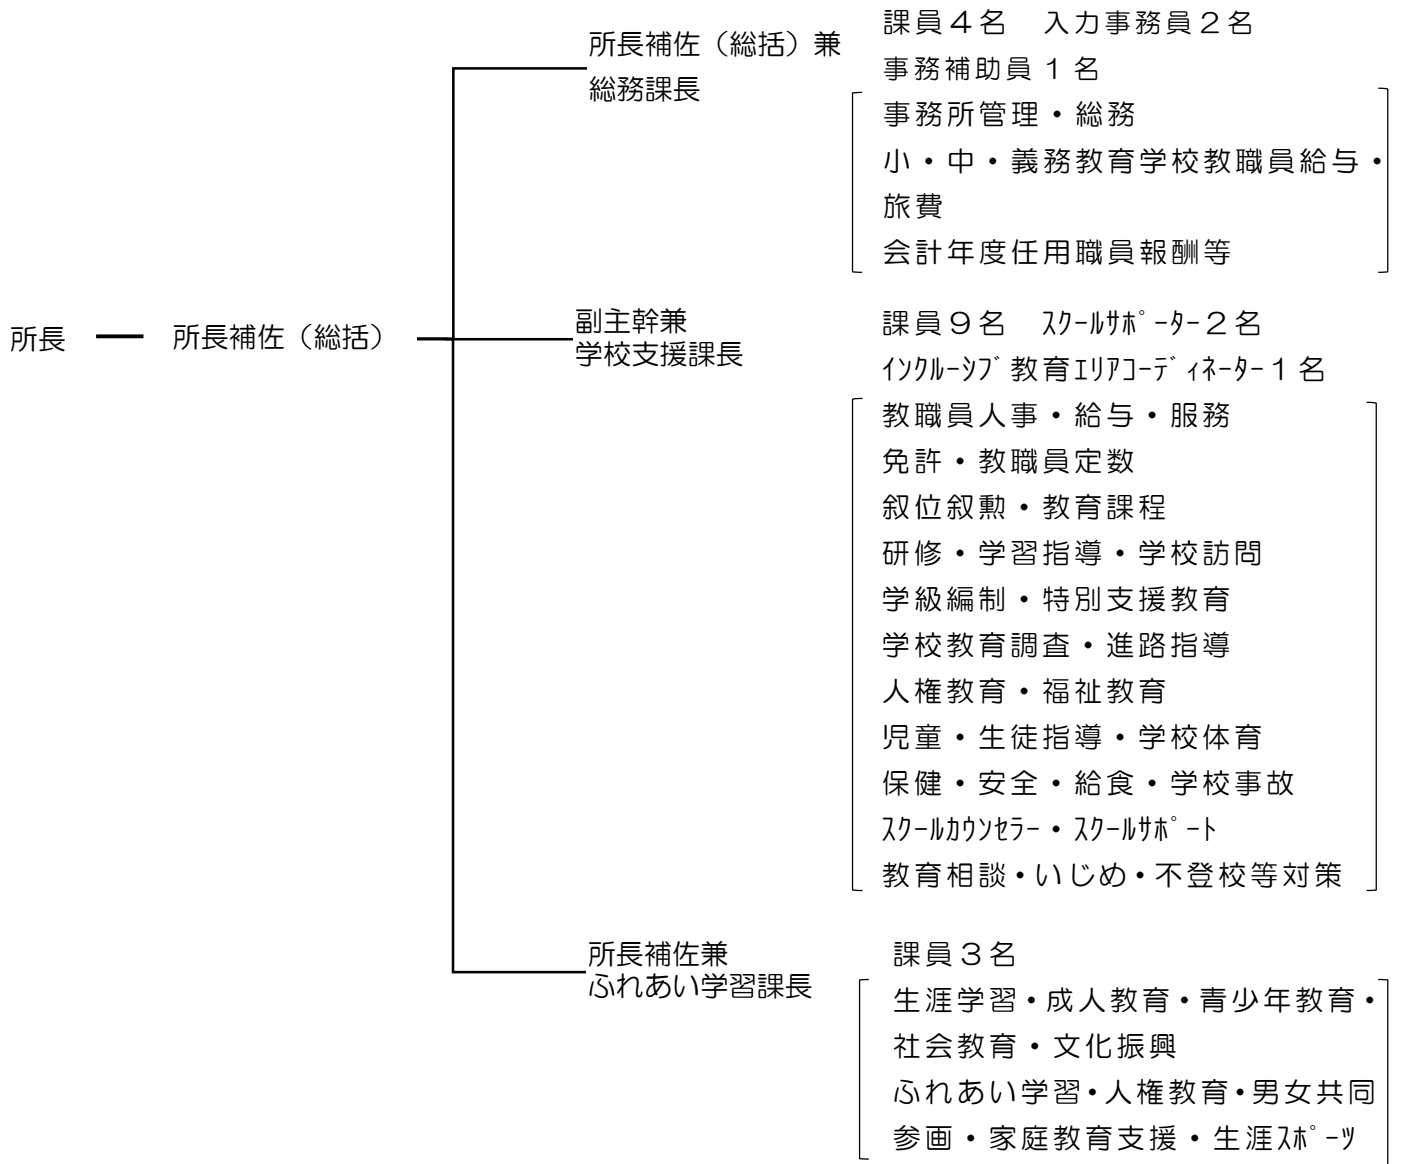 所長
所長補佐（総括）
所長補佐（総括）兼
総務課長
課員４名　入力事務員２名
事務補助員１名
事務所管理・総務
小・中・義務教育学校教職員給与・
旅費
会計年度任用職員報酬等
副主幹兼
学校支援課長
課員９名　ｽｸｰﾙｻﾎﾟｰﾀｰ２名
ｲﾝｸﾙｰｼﾌﾞ教育ｴﾘｱｺｰﾃﾞｨﾈｰﾀｰ１名
教職員人事・給与・服務
免許・教職員定数
叙位叙勲・教育課程
研修・学習指導・学校訪問
学級編制・特別支援教育
学校教育調査・進路指導
人権教育・福祉教育
児童・生徒指導・学校体育
保健・安全・給食・学校事故
ｽｸｰﾙｶｳﾝｾﾗｰ・ｽｸｰﾙｻﾎﾟｰﾄ
教育相談・いじめ・不登校等対策
所長補佐兼
ふれあい学習課長
課員３名
生涯学習・成人教育・青少年教育・
社会教育・文化振興
ふれあい学習・人権教育・男女共同
参画・家庭教育支援・生涯ｽﾎﾟｰﾂ